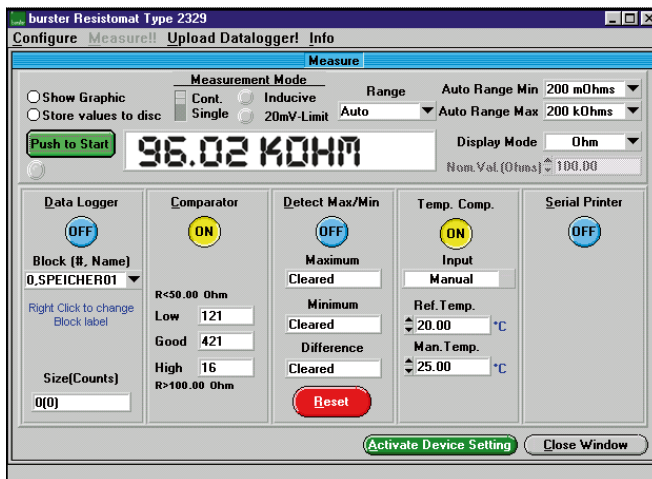 burster Resistomat Type 2329
Configure Measure!! Upload Datalogger! Info
Measure
Show Graphic
Store values to disc
Measurement Mode
Cont.
Single
Inducive
20mV-Limit
Range
Auto
Auto Range Min 200 mOhms
Auto Range Max 200 kOhms
Push to Start
96.02 KOHM
Display Mode Ohm
Nom.Val.(Ohms) 100.00
Data Logger
OFF
Block (#, Name)
0,SPEICHER01
Right Click to change
Block label
Size(Counts)
0(0)
Comparator
ON
R<50.00 Ohm
Low 121
Good 421
High 16
R>100.00 Ohm
Detect Max/Min
OFF
Maximum
Cleared
Minimum
Cleared
Difference
Cleared
Reset
Temp. Comp.
ON
Input
Manual
Ref.Temp.
20.00 °C
Man.Temp.
25.00 °C
Serial Printer
OFF
Activate Device Setting
Close Window